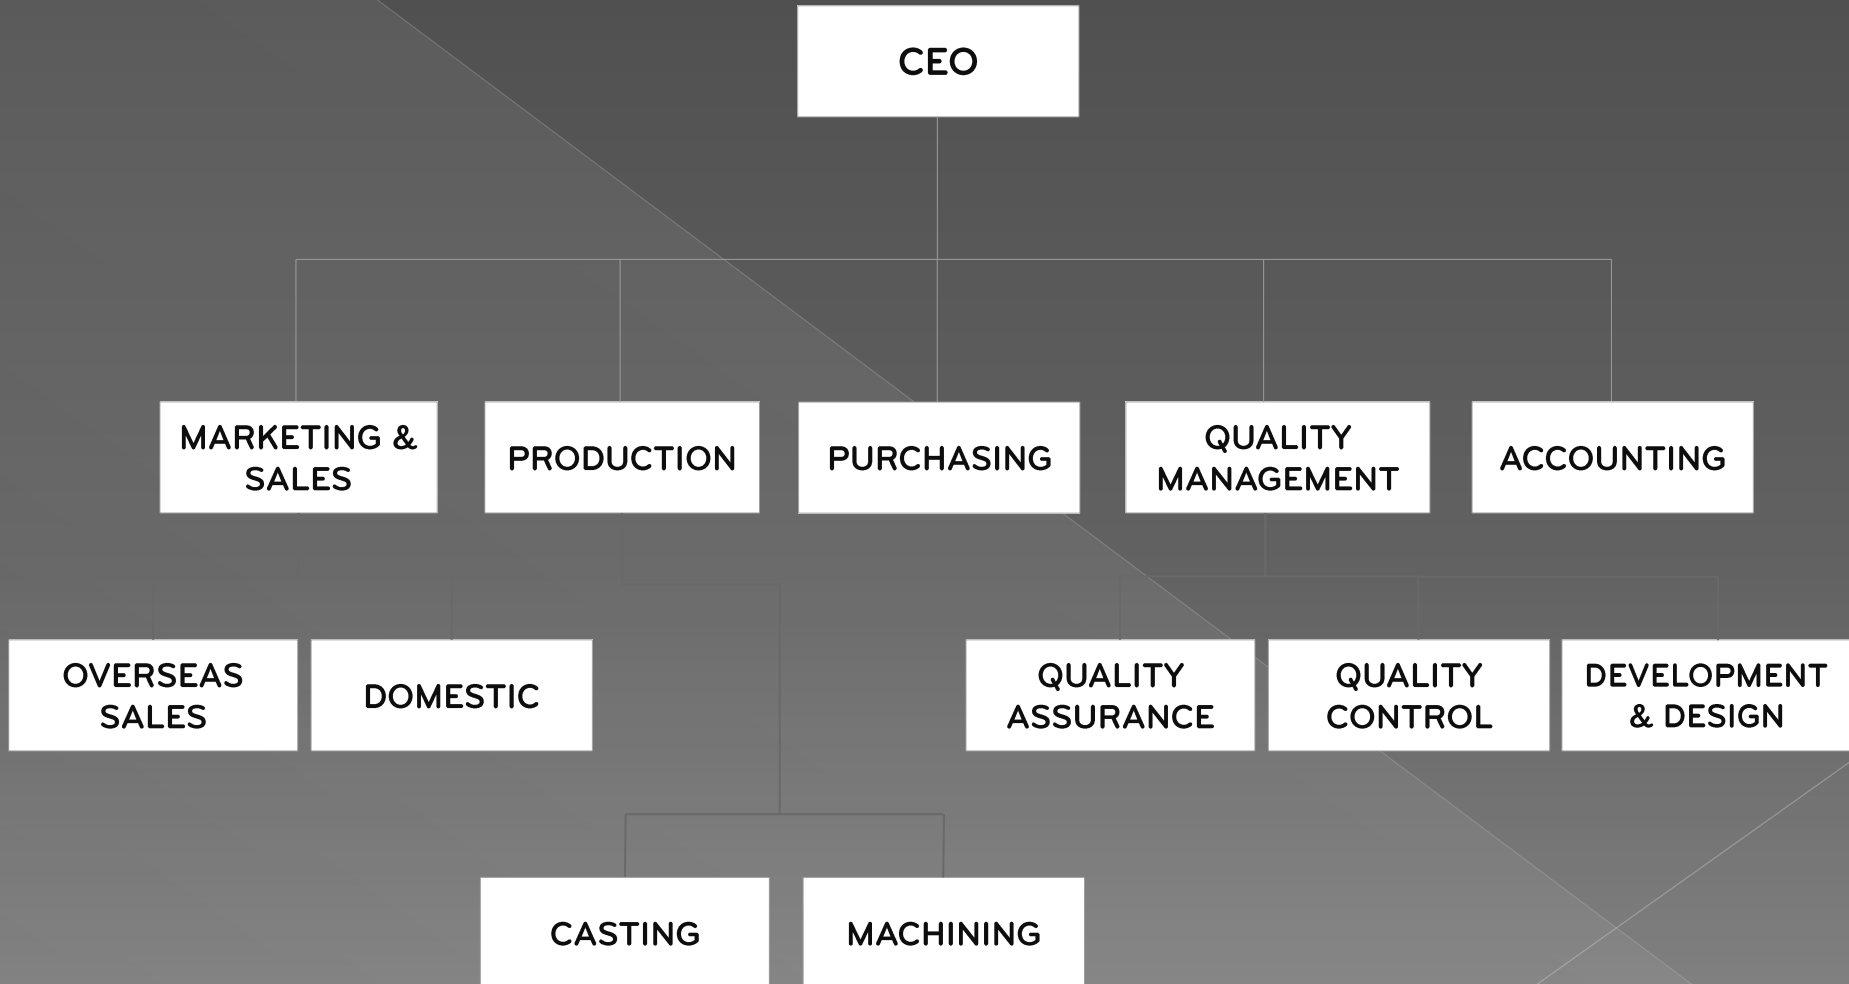 CEO
MARKETING &
SALES
PRODUCTION
PURCHASING
QUALITY
MANAGEMENT
ACCOUNTING
OVERSEAS
SALES
DOMESTIC
QUALITY
ASSURANCE
QUALITY
CONTROL
DEVELOPMENT
& DESIGN
CASTING
MACHINING